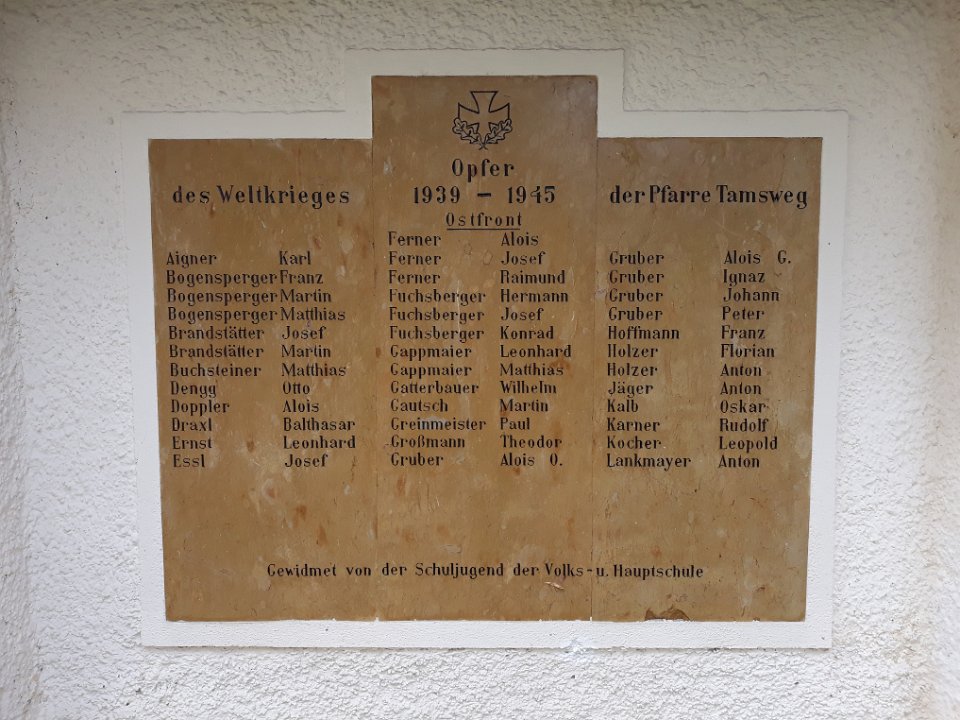 Opfer
des Weltkrieges 1939 - 1945 der Pfarre Tamsweg
Ostfront
Aigner Karl
Bogensperger Franz
Bogensperger Martin
Bogensperger Matthias
Brandstätter Josef
Brandstätter Martin
Buchsteiner Matthias
Dengg Otto
Doppler Alois
Draxl Balthasar
Ernst Leonhard
Essl Josef
Ferner Alois
Ferner Josef
Ferner Raimund
Fuchsberger Hermann
Fuchsberger Josef
Fuchsberger Konrad
Gappmaier Leonhard
Gappmaier Matthias
Gatterbauer Wilhelm
Gautsch Martin
Greinmeister Paul
Großmann Theodor
Gruber Alois O.
Gruber Alois G.
Gruber Ignaz
Gruber Johann
Gruber Peter
Hoffmann Franz
Holzer Florian
Holzer Anton
Jäger Anton
Kalb Oskar
Karner Rudolf
Kocher Leopold
Lankmayer Anton
Gewidmet von der Schuljugend der Volks- u. Hauptschule